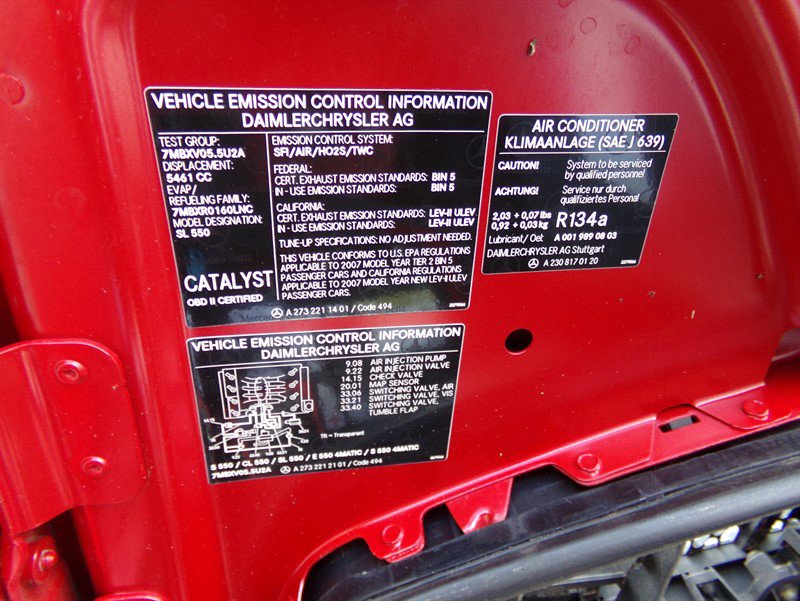 VEHICLE EMISSION CONTROL INFORMATION
DAIMLERCHRYSLER AG
TEST GROUP:
7MBXV05.5U2A
DISPLACEMENT:
5461 CC
EVAP/
REFUELING FAMILY:
7MBXR0160LNC
MODEL DESIGNATION:
SL 550
CATALYST
OBD II CERTIFIED
EMISSION CONTROL SYSTEM:
SFI/AIR/HO2S/TWC
FEDERAL:
CERT. EXHAUST EMISSION STANDARDS: BIN 5
IN - USE EMISSION STANDARDS: BIN 5
CALIFORNIA:
CERT. EXHAUST EMISSION STANDARDS: LEV-II ULEV
IN - USE EXHAUST EMISSION STANDARDS: LEV-II ULEV
TUNE-UP SPECIFICATIONS: NO ADJUSTMENT NEEDED.
THIS VEHICLE CONFORMS TO U.S. EPA REGULATIONS
APPLICABLE TO 2007 MODEL YEAR TIER 2 BIN 5
PASSENGER CARS AND CALIFORNIA REGULATIONS
APPLICABLE TO 2007 MODEL YEAR NEW LEV-II ULEV
PASSENGER CARS.
A 273 221 14 01 / Code 494
AIR CONDITIONER
KLIMAANLAGE (SAE J 639)
CAUTION! System to be serviced
by qualified personnel
ACHTUNG! Service nur durch
qualifiziertes Personal
2,03 + 0,07 lbs
0,92 + 0,03 kg R134a
Lubricant / Oel: A 001 989 08 03
DAIMLERCHRYSLER AG Stuttgart
A 230 817 01 20
VEHICLE EMISSION CONTROL INFORMATION
DAIMLERCHRYSLER AG
9.08 AIR INJECTION PUMP
9.22 AIR INJECTION VALVE
14.15 CHECK VALVE
20.01 MAP SENSOR
33.06 SWITCHING VALVE, AIR
33.21 SWITCHING VALVE, VIS
33.40 SWITCHING VALVE,
TUMBLE FLAP
TR = Transparent
S 550 / CL 550 / SL 550 / E 550 4MATIC / S 550 4MATIC
7MBXV05.5U2A A 273 221 21 01 / Code 494